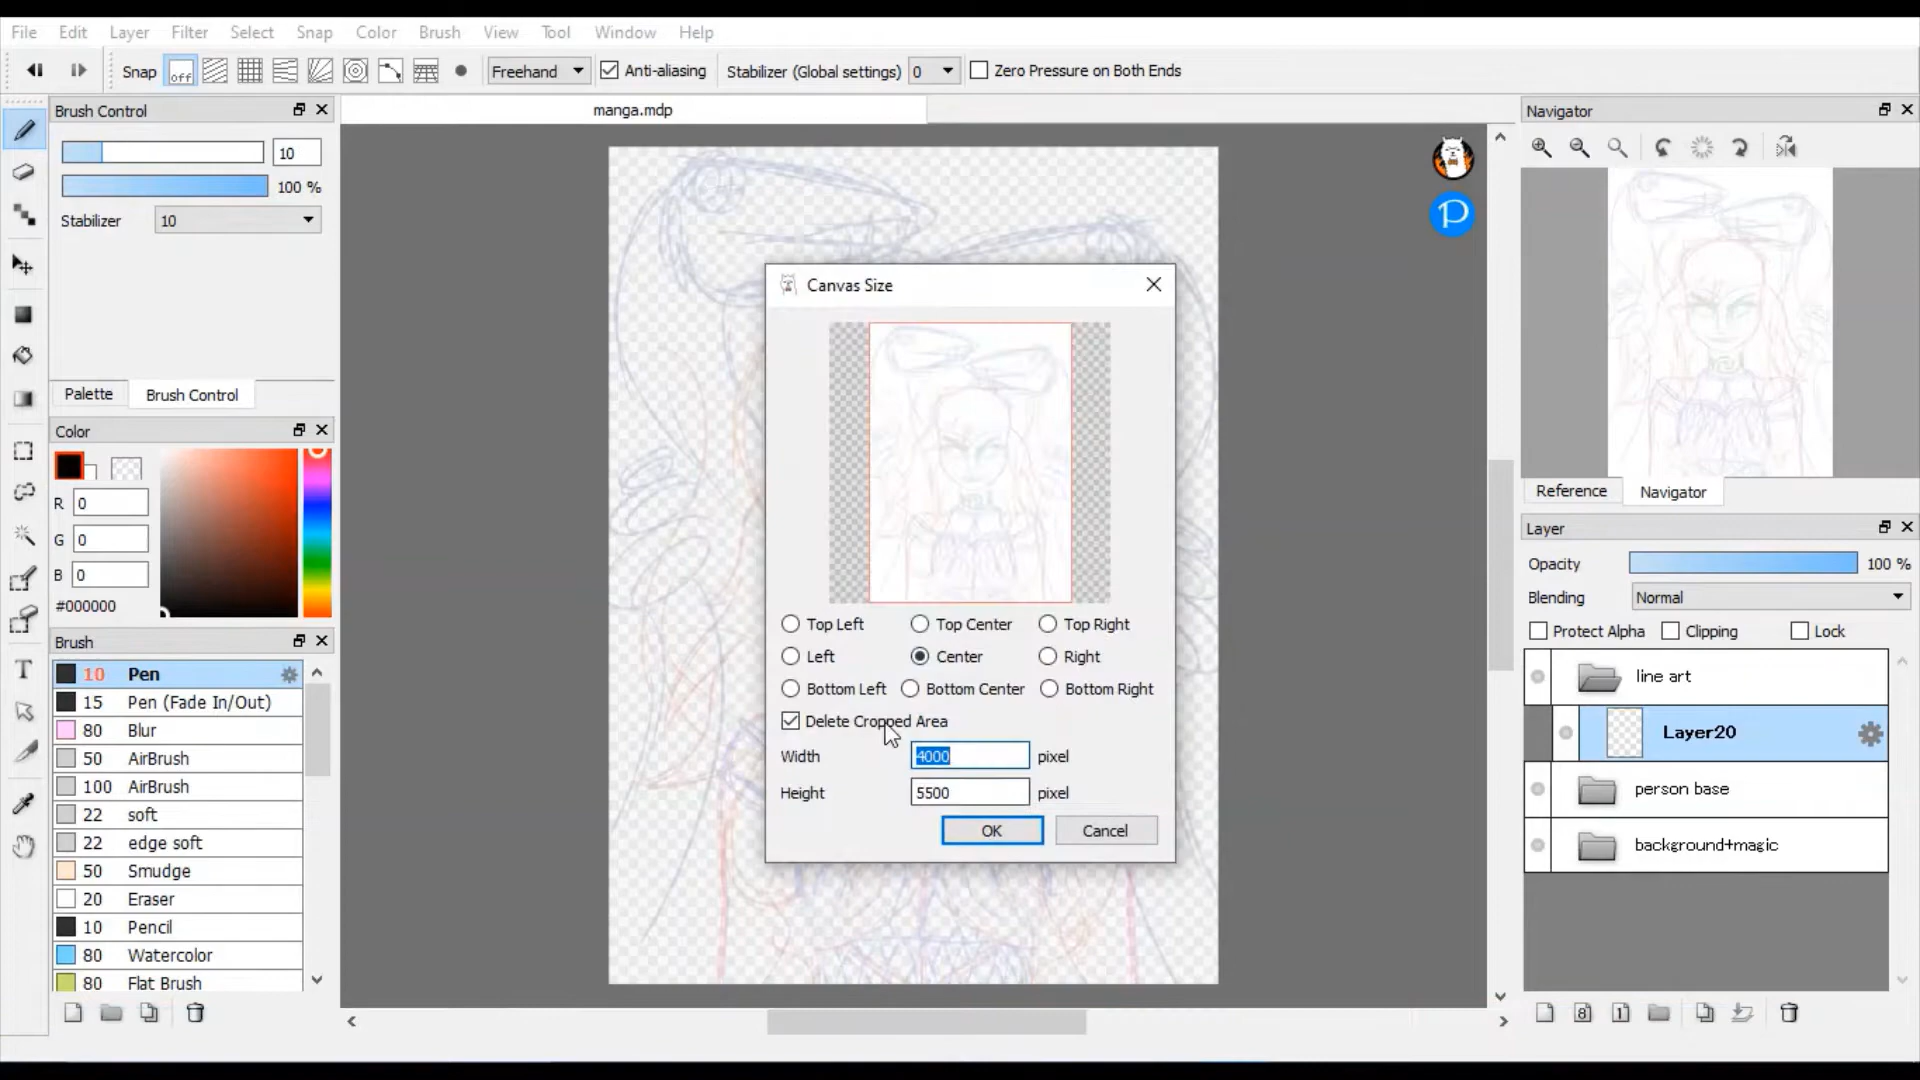 File Edit Layer Filter Select Snap Color Brush View Tool Window Help
Snap off Freehand Anti-aliasing Stabilizer (Global settings) 0 Zero Pressure on Both Ends
Brush Control
10
100 %
Stabilizer 10
Palette Brush Control
Color
R 0
G 0
B 0
#000000
Brush
10 Pen
15 Pen (Fade In/Out)
80 Blur
50 AirBrush
100 AirBrush
22 soft
22 edge soft
50 Smudge
20 Eraser
10 Pencil
80 Watercolor
80 Flat Brush
T
manga.mdp
P
Canvas Size
Top Left Top Center Top Right
Left Center Right
Bottom Left Bottom Center Bottom Right
Delete Cropped Area
Width 4000 pixel
Height 5500 pixel
OK Cancel
Navigator
Reference Navigator
Layer
Opacity 100 %
Blending Normal
Protect Alpha Clipping Lock
line art
Layer20
person base
background+magic
8 1